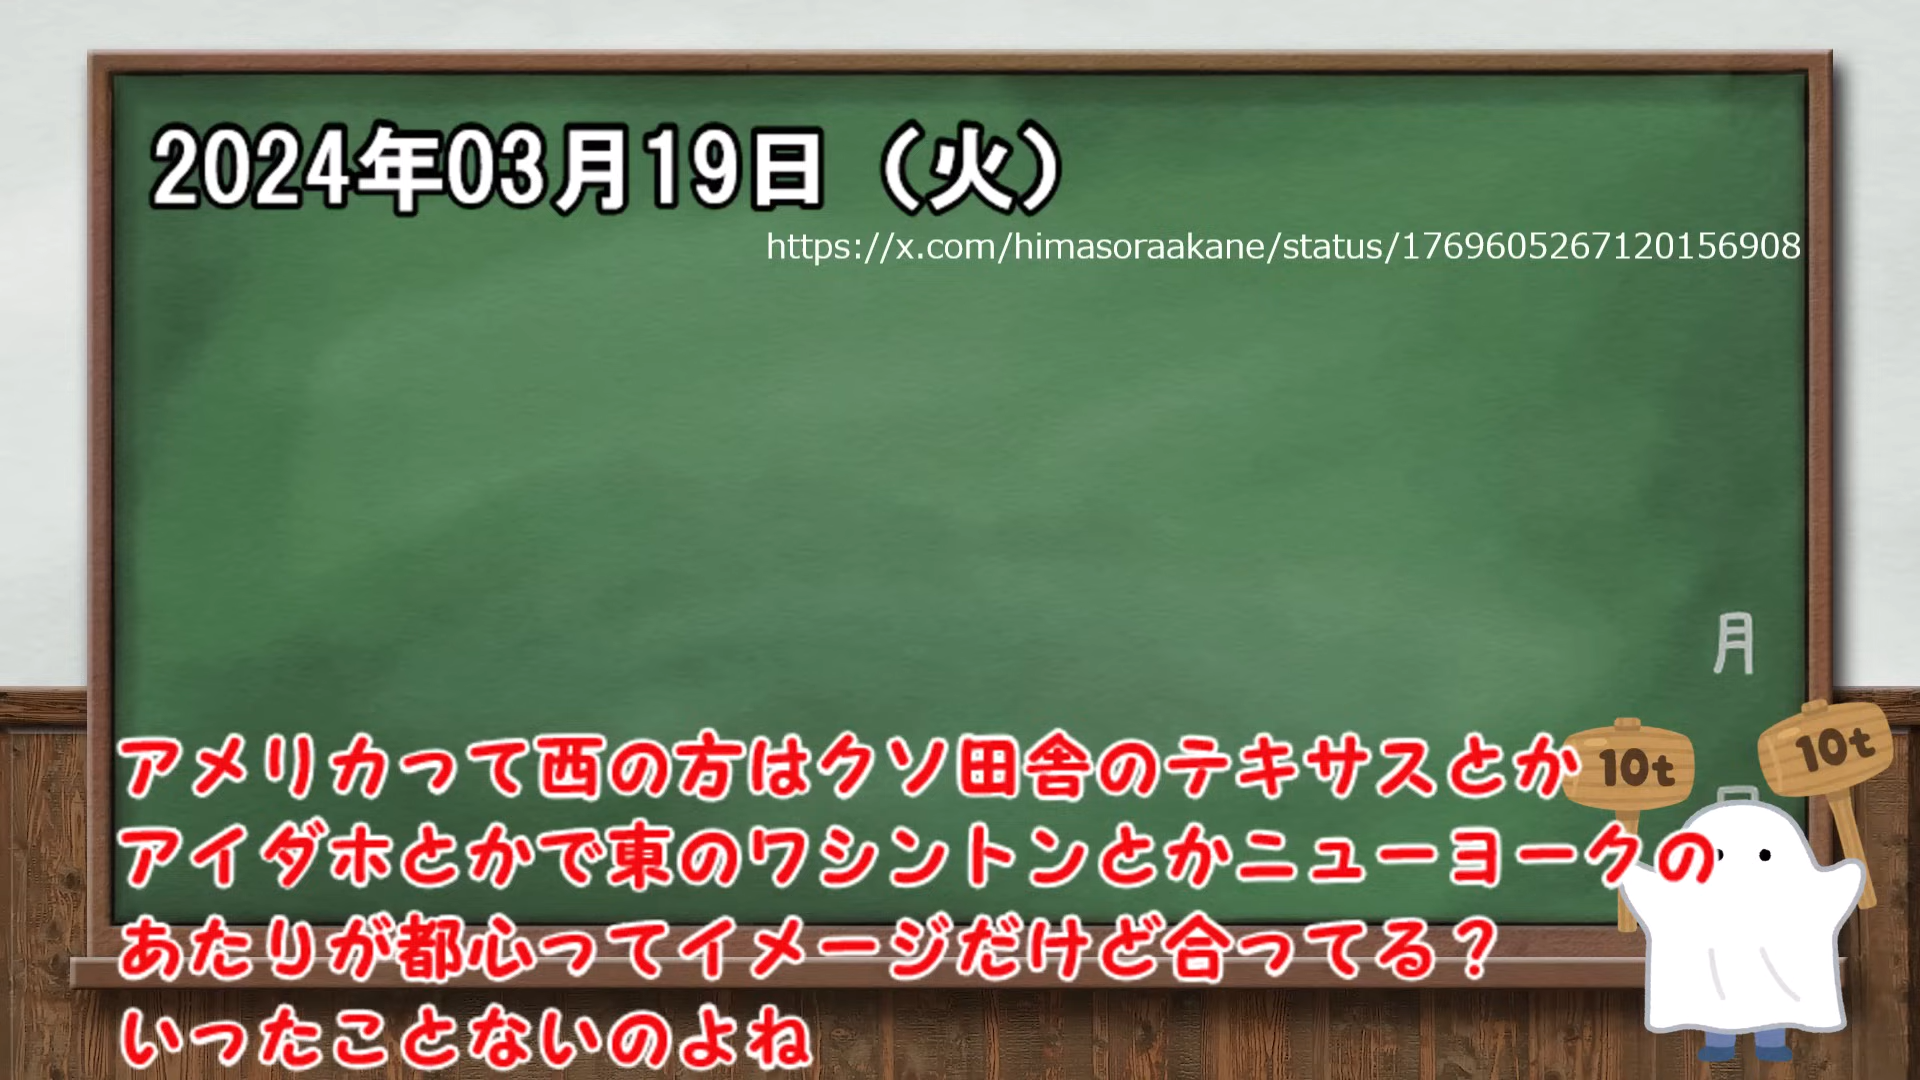 2024年03月19日（火）
https://x.com/himasoraakane/status/1769605267120156908
月
10t
10t
アメリカって西の方はクソ田舎のテキサスとか
アイダホとかで東のワシントンとかニューヨークの
あたりが都心ってイメージだけど合ってる？
いったことないのよね